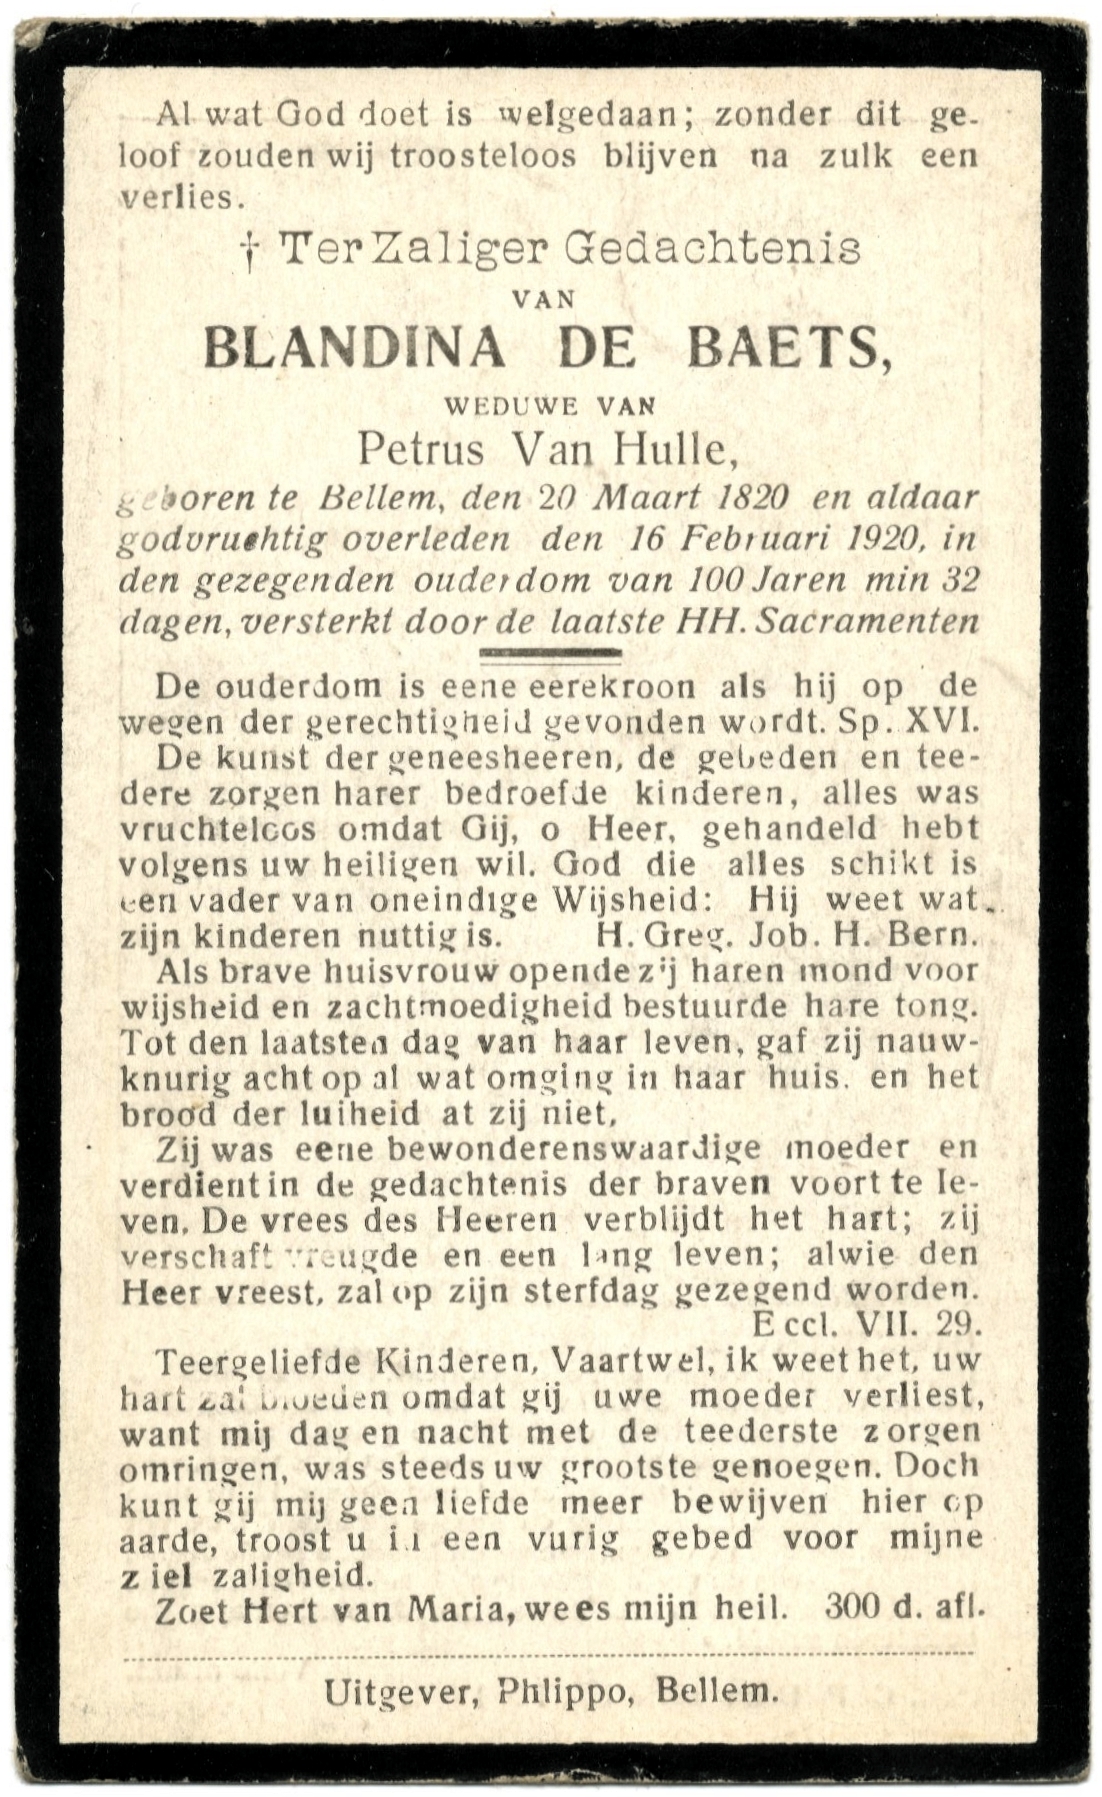 Al wat God doet is welgedaan; zonder dit ge-
loof zouden wij troosteloos blijven na zulk een
verlies.
† Ter Zaliger Gedachtenis
VAN
BLANDINA DE BAETS,
WEDUWE VAN
Petrus Van Hulle,
geboren te Bellem, den 20 Maart 1820 en aldaar
godvruchtig overleden den 16 Februari 1920, in
den gezegenden ouderdom van 100 Jaren min 32
dagen, versterkt door de laatste HH. Sacramenten
De ouderdom is eene eerekroon als hij op de
wegen der gerechtigheid gevonden wordt. Sp. XVI.
De kunst der geneesheeren, de gebeden en tee-
dere zorgen harer bedroefde kinderen, alles was
vruchteloos omdat Gij, o Heer, gehandeld hebt
volgens uw heiligen wil. God die alles schikt is
een vader van oneindige Wijsheid: Hij weet wat
zijn kinderen nuttig is. H. Greg. Job. H. Bern.
Als brave huisvrouw opende zij haren mond voor
wijsheid en zachtmoedigheid bestuurde hare tong.
Tot den laatsten dag van haar leven, gaf zij nauw-
knurig acht op al wat omging in haar huis. en het
brood der luiheid at zij niet,
Zij was eene bewonderenswaardige moeder en
verdient in de gedachtenis der braven voort te le-
ven. De vrees des Heeren verblijdt het hart; zij
verschaft vreugde en een lang leven; alwie den
Heer vreest, zal op zijn sterfdag gezegend worden.
Eccl. VII. 29.
Teergeliefde Kinderen, Vaartwel, ik weet het, uw
hart zal bloeden omdat gij uwe moeder verliest,
want mij dag en nacht met de teederste zorgen
omringen, was steeds uw grootste genoegen. Doch
kunt gij mij geen liefde meer bewijven hier op
aarde, troost u in een vurig gebed voor mijne
ziel zaligheid.
Zoet Hert van Maria, wees mijn heil. 300 d. afl.
Uitgever, Phlippo, Bellem.